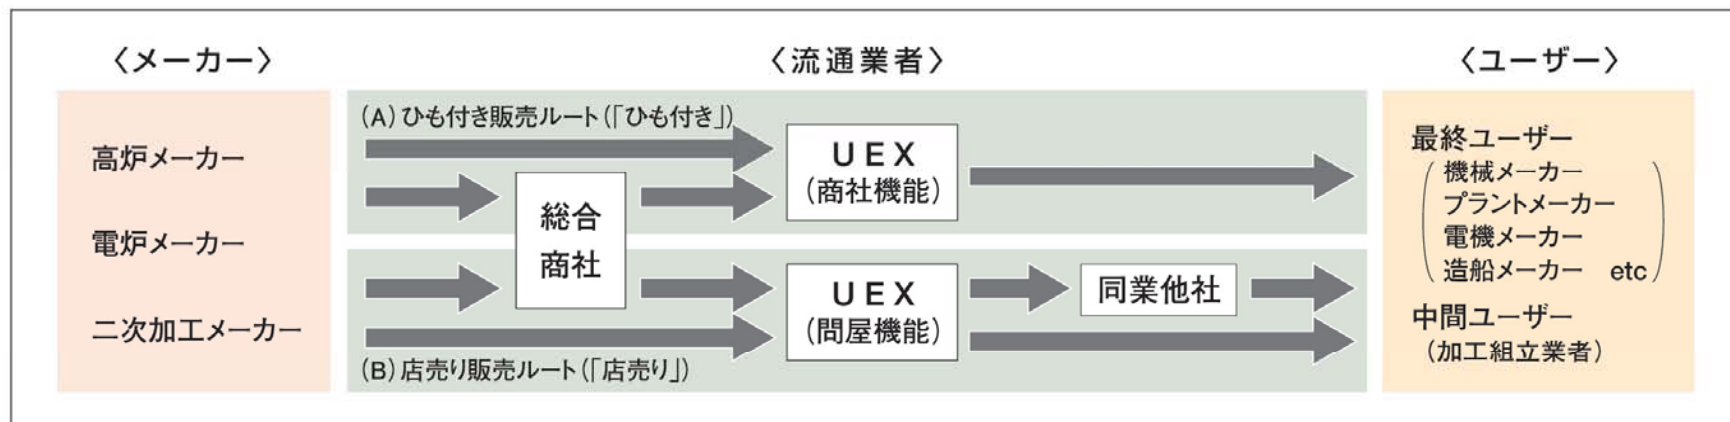 〈メーカー〉
高炉メーカー
電炉メーカー
二次加工メーカー
〈流通業者〉
(A)ひも付き販売ルート(「ひも付き」)
総合
商社
UEX
(商社機能)
UEX
(問屋機能)
同業他社
(B)店売り販売ルート(「店売り」)
〈ユーザー〉
最終ユーザー
機械メーカー
プラントメーカー
電機メーカー
造船メーカー etc
中間ユーザー
(加工組立業者)